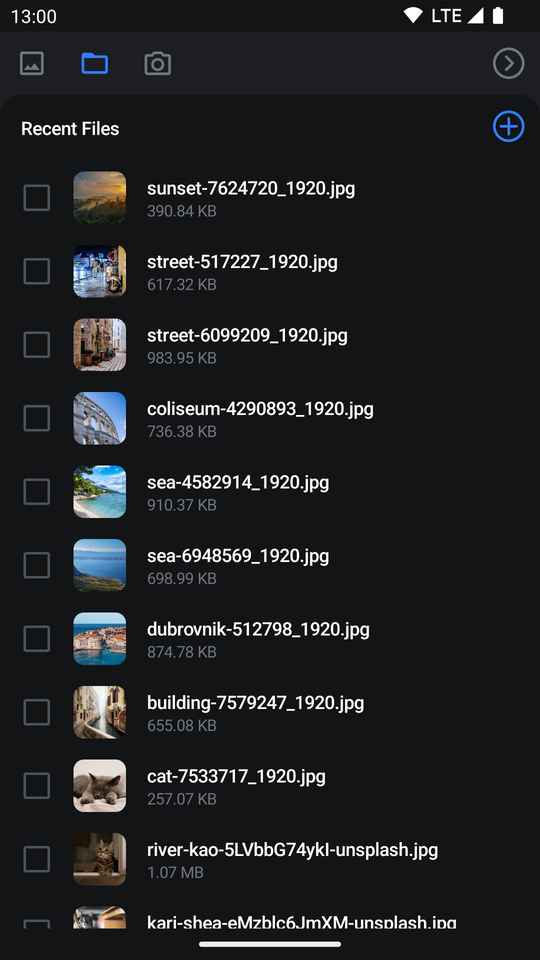 13:00 LTE
Recent Files
sunset-7624720_1920.jpg
390.84 KB
street-517227_1920.jpg
617.32 KB
street-6099209_1920.jpg
983.95 KB
coliseum-4290893_1920.jpg
736.38 KB
sea-4582914_1920.jpg
910.37 KB
sea-6948569_1920.jpg
698.99 KB
dubrovnik-512798_1920.jpg
874.78 KB
building-7579247_1920.jpg
655.08 KB
cat-7533717_1920.jpg
257.07 KB
river-kao-5LVbbG74ykI-unsplash.jpg
1.07 MB
kari-shea-eMzblc6JmXM-unsplash.jpg